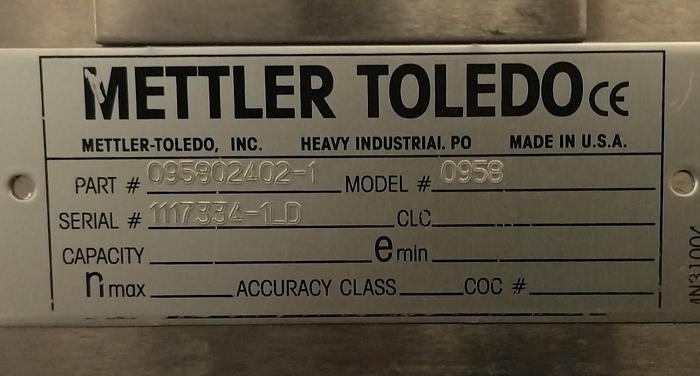 METTLER TOLEDO CE
METTLER-TOLEDO, INC. HEAVY INDUSTRIAL PO MADE IN U.S.A.
PART # 095802402-1 MODEL # 0958
SERIAL # 1117334-1LD CLC
CAPACITY e min
n max ACCURACY CLASS COC #